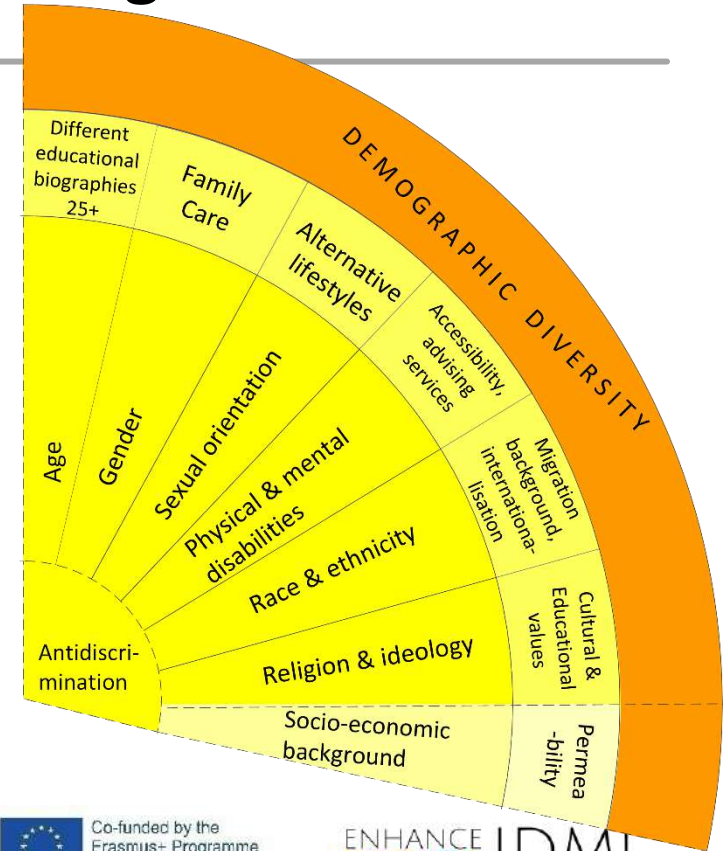 DEMOGRAPHIC DIVERSITY
Different
educational
biographies
25+
Family
Care
Alternative
lifestyles
Accessibility,
advising
services
Migration
background,
internationa-
lisation
Cultural &
Educational
values
Permea
-bility
Age
Gender
Sexual orientation
Physical & mental
disabilities
Race & ethnicity
Religion & ideology
Socio-economic
background
Antidiscri-
mination
Co-funded by the
Erasmus+ Programme
ENHANCE IDMI